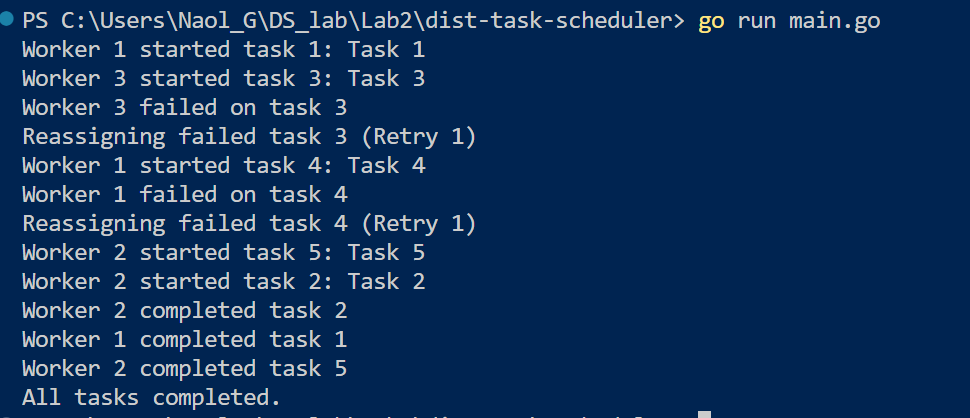 PS C:\Users\Naol_G\DS_lab\Lab2\dist-task-scheduler> go run main.go
Worker 1 started task 1: Task 1
Worker 3 started task 3: Task 3
Worker 3 failed on task 3
Reassigning failed task 3 (Retry 1)
Worker 1 started task 4: Task 4
Worker 1 failed on task 4
Reassigning failed task 4 (Retry 1)
Worker 2 started task 5: Task 5
Worker 2 started task 2: Task 2
Worker 2 completed task 2
Worker 1 completed task 1
Worker 2 completed task 5
All tasks completed.